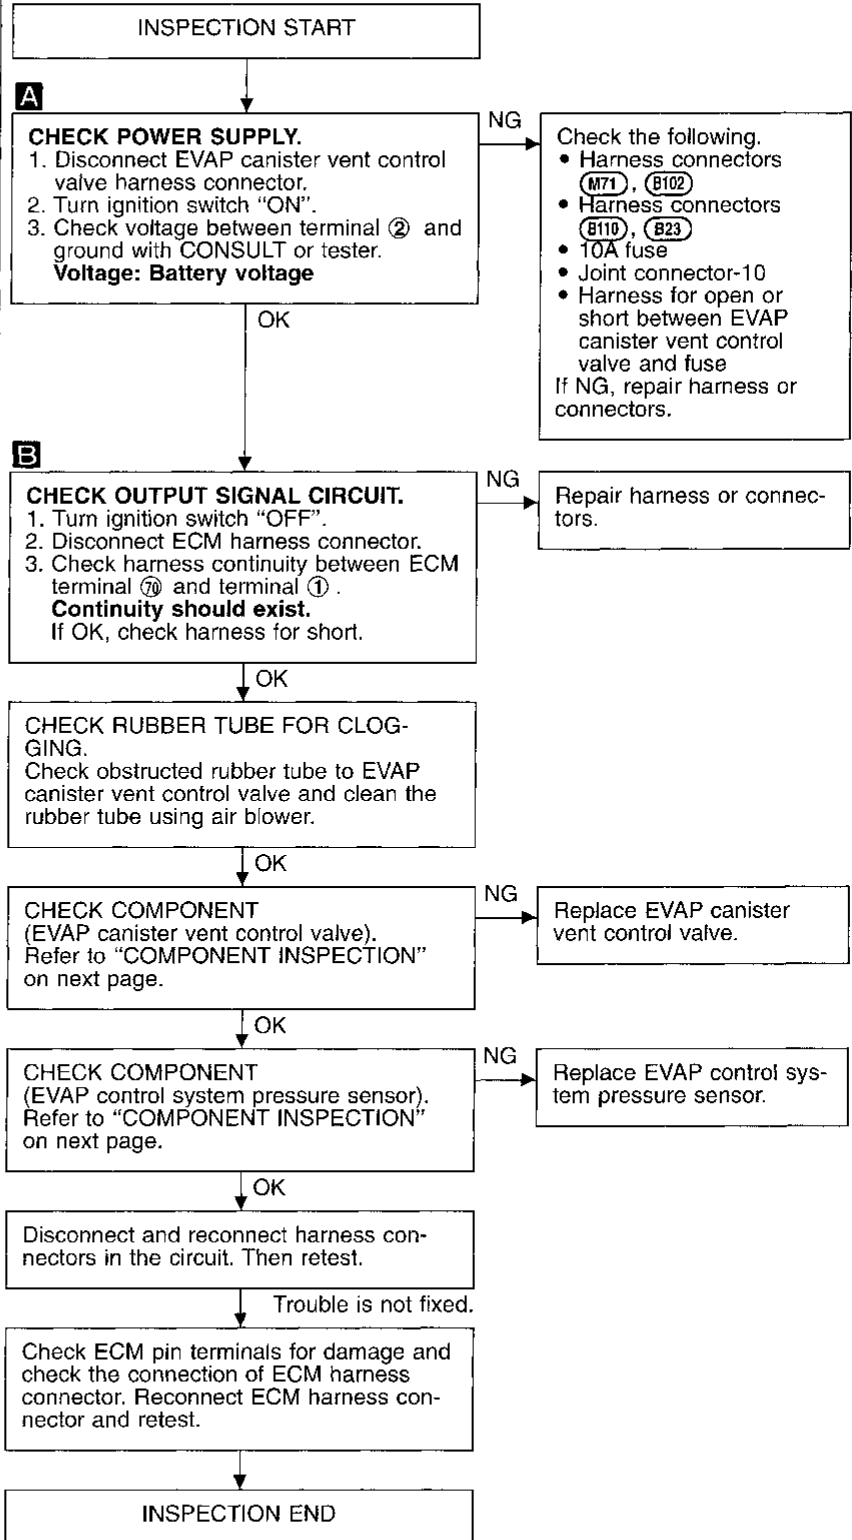 INSPECTION START
A
CHECK POWER SUPPLY.
1. Disconnect EVAP canister vent control
valve harness connector.
2. Turn ignition switch “ON”.
3. Check voltage between terminal ② and
ground with CONSULT or tester.
Voltage: Battery voltage
NG
Check the following.
• Harness connectors
M71, B102
• Harness connectors
B110, B23
• 10A fuse
• Joint connector-10
• Harness for open or
short between EVAP
canister vent control
valve and fuse
If NG, repair harness or
connectors.
OK
B
CHECK OUTPUT SIGNAL CIRCUIT.
1. Turn ignition switch “OFF”.
2. Disconnect ECM harness connector.
3. Check harness continuity between ECM
terminal 70 and terminal ① .
Continuity should exist.
If OK, check harness for short.
NG
Repair harness or connec-
tors.
OK
CHECK RUBBER TUBE FOR CLOG-
GING.
Check obstructed rubber tube to EVAP
canister vent control valve and clean the
rubber tube using air blower.
OK
CHECK COMPONENT
(EVAP canister vent control valve).
Refer to “COMPONENT INSPECTION”
on next page.
NG
Replace EVAP canister
vent control valve.
OK
CHECK COMPONENT
(EVAP control system pressure sensor).
Refer to “COMPONENT INSPECTION”
on next page.
NG
Replace EVAP control sys-
tem pressure sensor.
OK
Disconnect and reconnect harness con-
nectors in the circuit. Then retest.
Trouble is not fixed.
Check ECM pin terminals for damage and
check the connection of ECM harness
connector. Reconnect ECM harness con-
nector and retest.
INSPECTION END